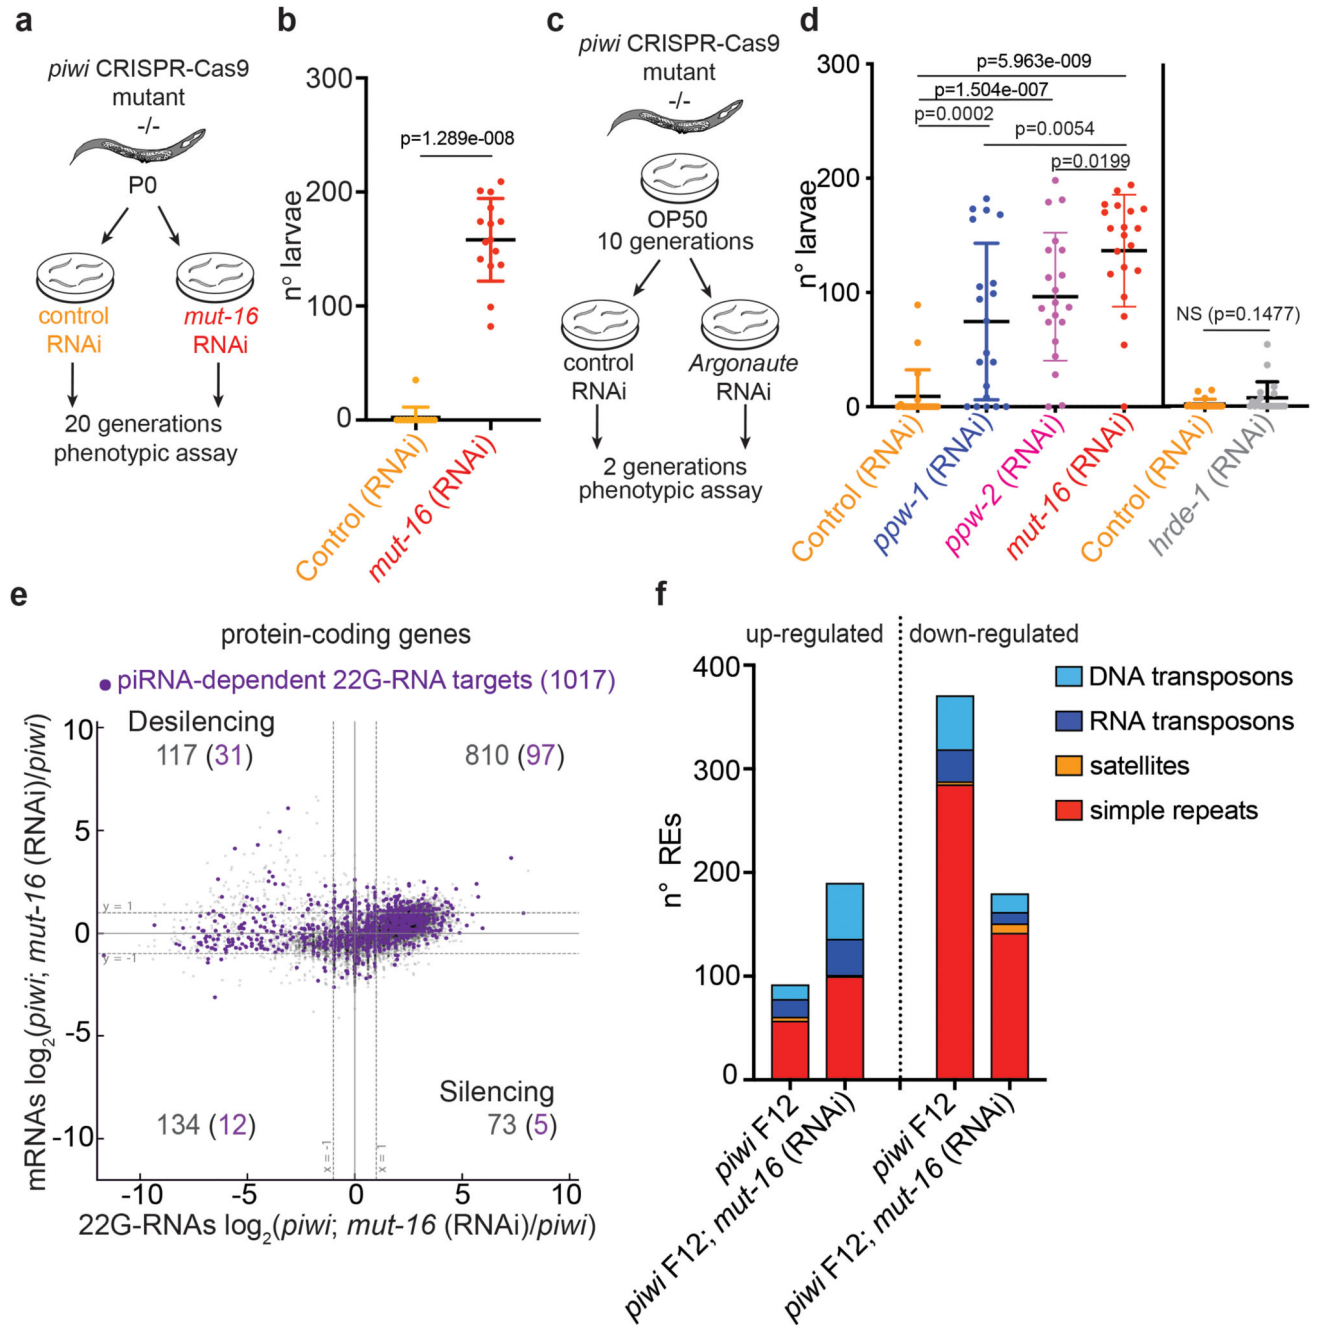 a
piwi CRISPR-Cas9
mutant
-/-
P0
control
RNAi
mut-16
RNAi
20 generations
phenotypic assay
b
300
200
100
0
n° larvae
p=1.289e-008
Control (RNAi)
mut-16 (RNAi)
c
piwi CRISPR-Cas9
mutant
-/-
OP50
10 generations
control
RNAi
Argonaute
RNAi
2 generations
phenotypic assay
d
300
200
100
0
n° larvae
p=5.963e-009
p=1.504e-007
p=0.0002
p=0.0054
p=0.0199
NS (p=0.1477)
Control (RNAi)
ppw-1 (RNAi)
ppw-2 (RNAi)
mut-16 (RNAi)
Control (RNAi)
hrde-1 (RNAi)
e
protein-coding genes
piRNA-dependent 22G-RNA targets (1017)
Desilencing
117 (31)
810 (97)
10
5
0
-5
-10
y = 1
y = -1
mRNAs log2(piwi; mut-16 (RNAi)/piwi)
Silencing
134 (12)
73 (5)
x = -1
x = 1
-10
-5
0
5
10
22G-RNAs log2(piwi; mut-16 (RNAi)/piwi)
f
up-regulated
down-regulated
400
300
200
100
0
n° REs
DNA transposons
RNA transposons
satellites
simple repeats
piwi F12
piwi F12; mut-16 (RNAi)
piwi F12
piwi F12; mut-16 (RNAi)